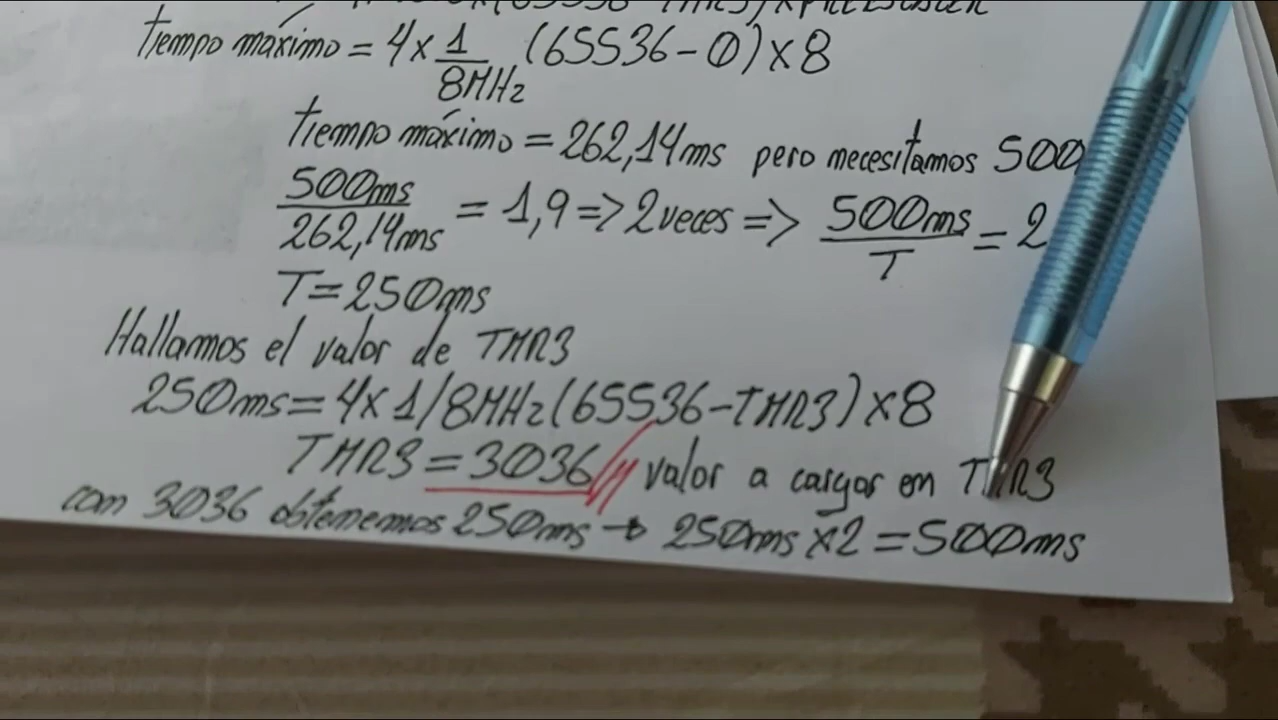 tiempo máximo = 4 x 1/8MHz (65536 - 0) x 8
tiempo máximo = 262,14ms pero necesitamos 500
500ms/262,14ms = 1,9 => 2 veces => 500ms/T = 2
T = 250ms
Hallamos el valor de TMR3
250ms = 4 x 1/8MHz (65536 - TMR3) x 8
TMR3 = 3036 valor a cargar en TMR3
con 3036 obtenemos 250ms → 250ms x 2 = 500ms